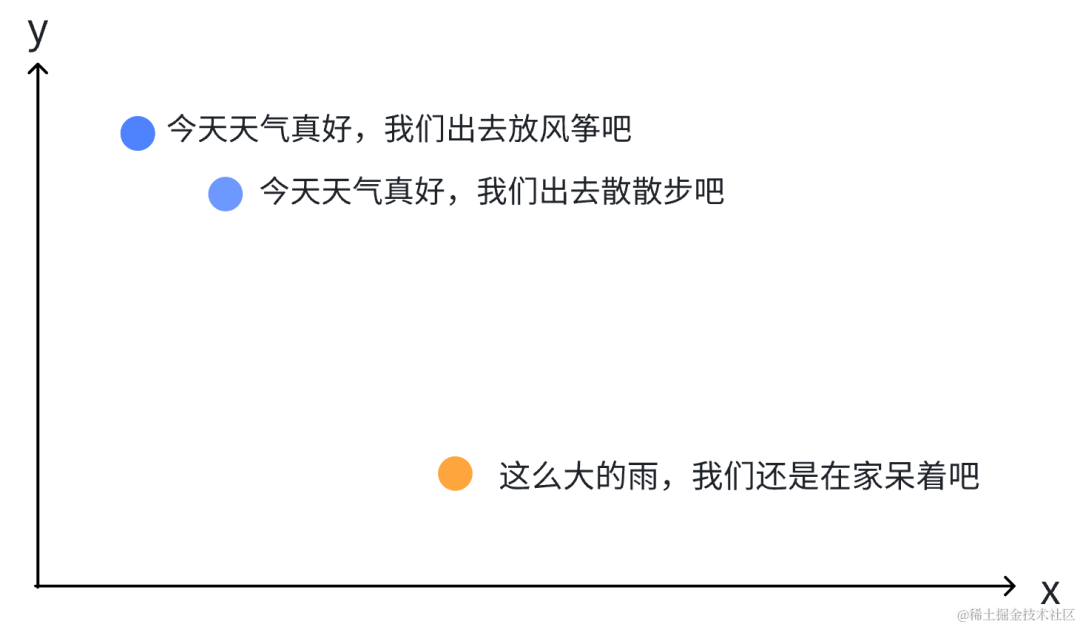 y
今天天气真好，我们出去放风筝吧
今天天气真好，我们出去散散步吧
这么大的雨，我们还是在家呆着吧
x
@稀土掘金技术社区